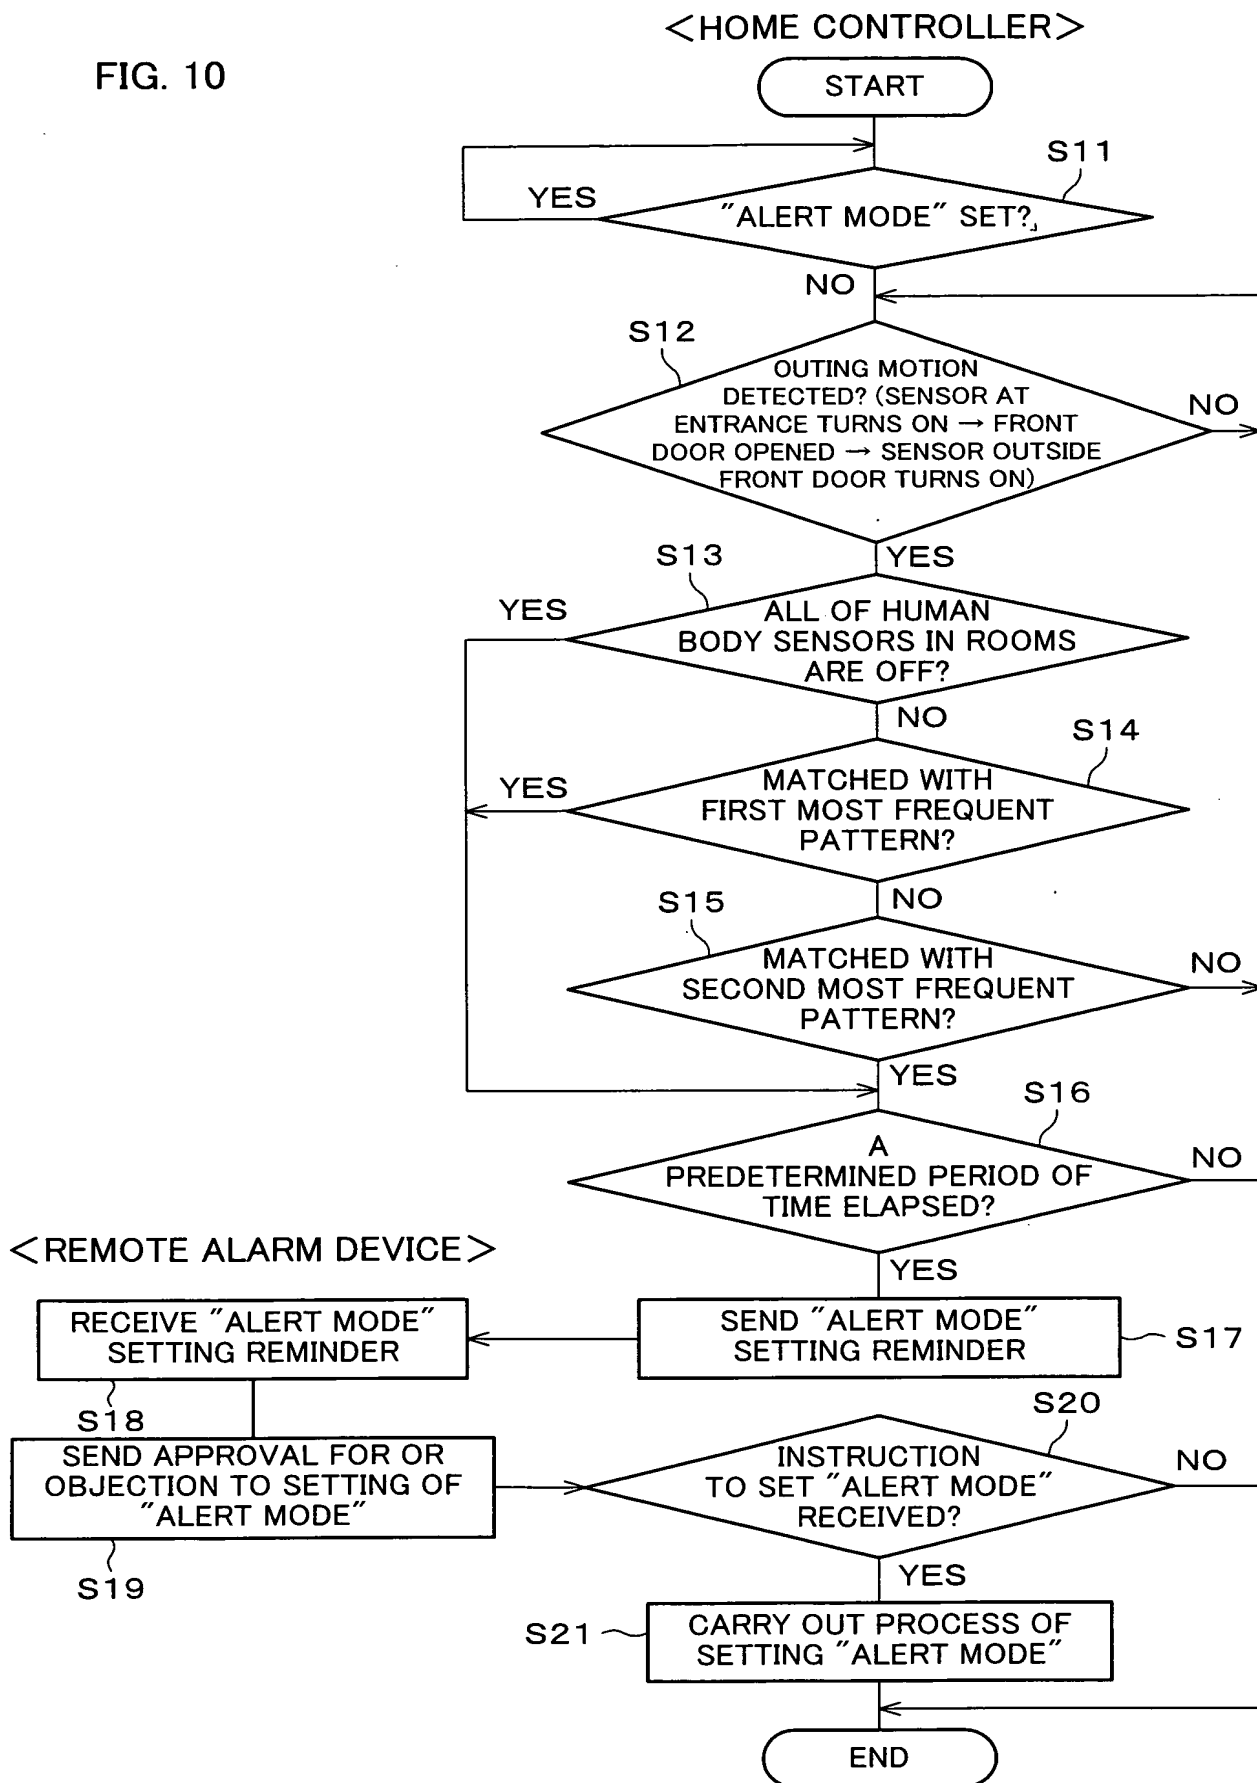 <HOME CONTROLLER>
FIG. 10
START
S11
YES
"ALERT MODE" SET?
NO
S12
OUTING MOTION
DETECTED? (SENSOR AT
ENTRANCE TURNS ON → FRONT
DOOR OPENED → SENSOR OUTSIDE
FRONT DOOR TURNS ON)
NO
YES
S13
YES
ALL OF HUMAN
BODY SENSORS IN ROOMS
ARE OFF?
NO
S14
YES
MATCHED WITH
FIRST MOST FREQUENT
PATTERN?
NO
S15
MATCHED WITH
SECOND MOST FREQUENT
PATTERN?
NO
YES
S16
A
PREDETERMINED PERIOD OF
TIME ELAPSED?
NO
YES
<REMOTE ALARM DEVICE>
RECEIVE "ALERT MODE"
SETTING REMINDER
SEND "ALERT MODE"
SETTING REMINDER
S17
S18
SEND APPROVAL FOR OR
OBJECTION TO SETTING OF
"ALERT MODE"
S19
S20
INSTRUCTION
TO SET "ALERT MODE"
RECEIVED?
NO
YES
S21
CARRY OUT PROCESS OF
SETTING "ALERT MODE"
END